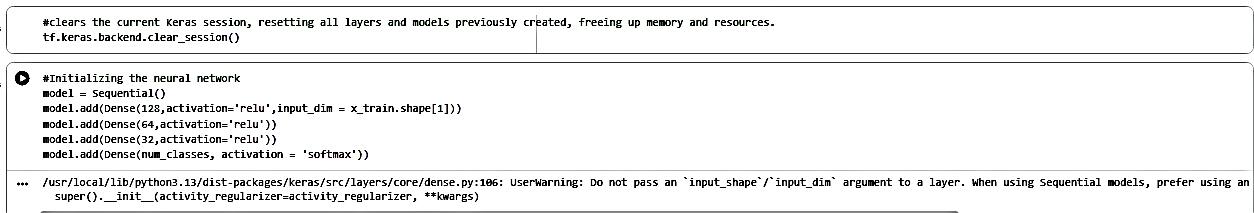 #clears the current Keras session, resetting all layers and models previously created, freeing up memory and resources.
tf.keras.backend.clear_session()
#Initializing the neural network
model = Sequential()
model.add(Dense(128,activation='relu',input_dim = x_train.shape[1]))
model.add(Dense(64,activation='relu'))
model.add(Dense(32,activation='relu'))
model.add(Dense(num_classes, activation = 'softmax'))
/usr/local/lib/python3.13/dist-packages/keras/src/layers/core/dense.py:106: UserWarning: Do not pass an `input_shape`/`input_dim` argument to a layer. When using Sequential models, prefer using an
super().__init__(activity_regularizer=activity_regularizer, **kwargs)